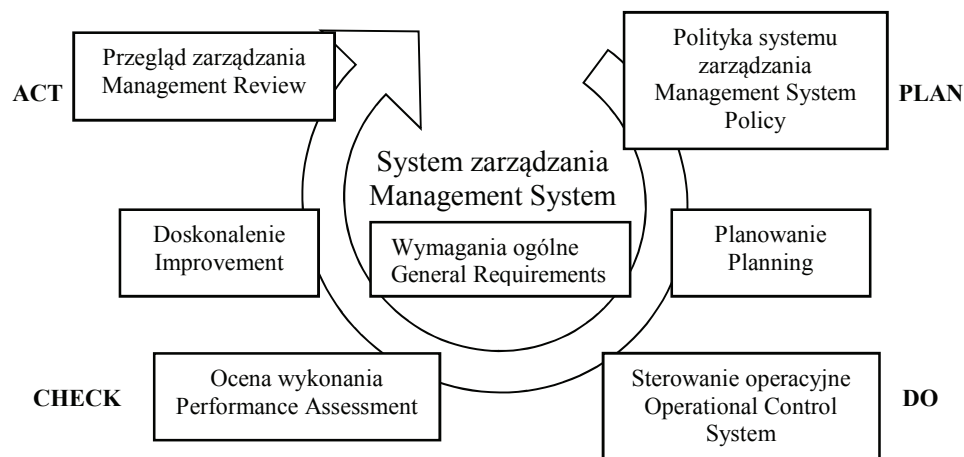 Przegląd zarządzania
Management Review
ACT
Polityka systemu
zarządzania
Management System
Policy
PLAN
System zarządzania
Management System
Wymagania ogólne
General Requirements
Doskonalenie
Improvement
Planowanie
Planning
CHECK
Ocena wykonania
Performance Assessment
Sterowanie operacyjne
Operational Control
System
DO